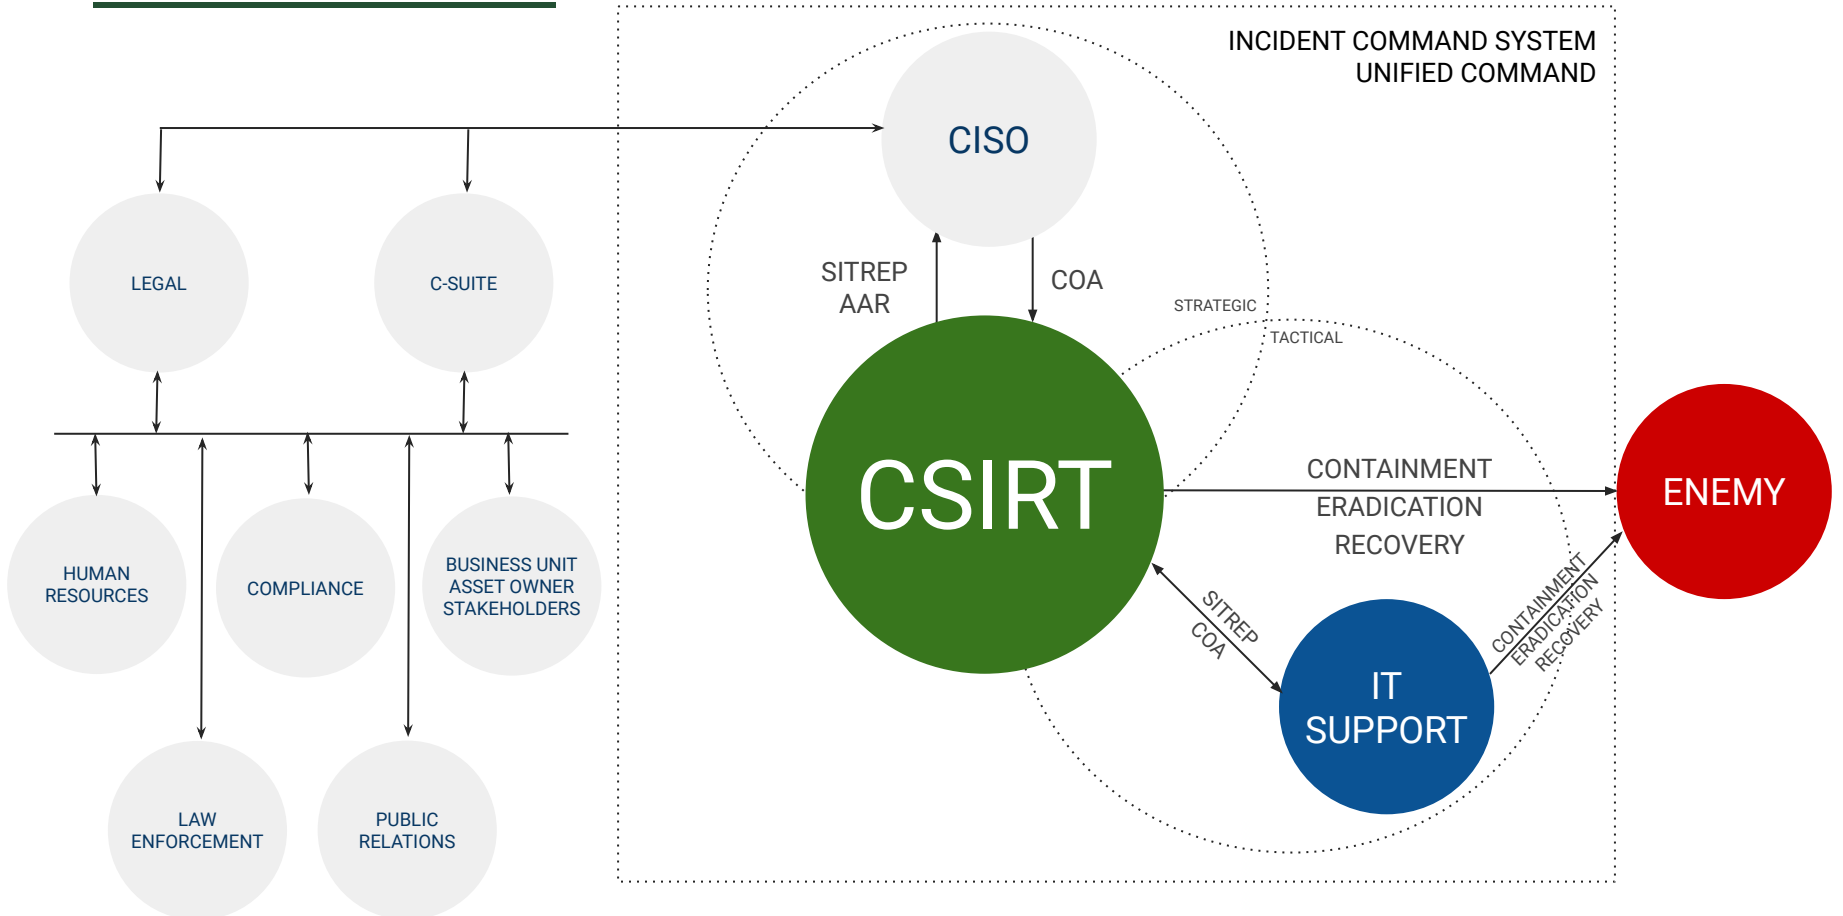 INCIDENT COMMAND SYSTEM
UNIFIED COMMAND
CISO
SITREP
AAR
COA
STRATEGIC
TACTICAL
LEGAL
C-SUITE
CSIRT
CONTAINMENT
ERADICATION
RECOVERY
ENEMY
HUMAN
RESOURCES
COMPLIANCE
BUSINESS UNIT
ASSET OWNER
STAKEHOLDERS
SITREP
COA
CONTAINMENT
ERADICATION
RECOVERY
IT
SUPPORT
LAW
ENFORCEMENT
PUBLIC
RELATIONS